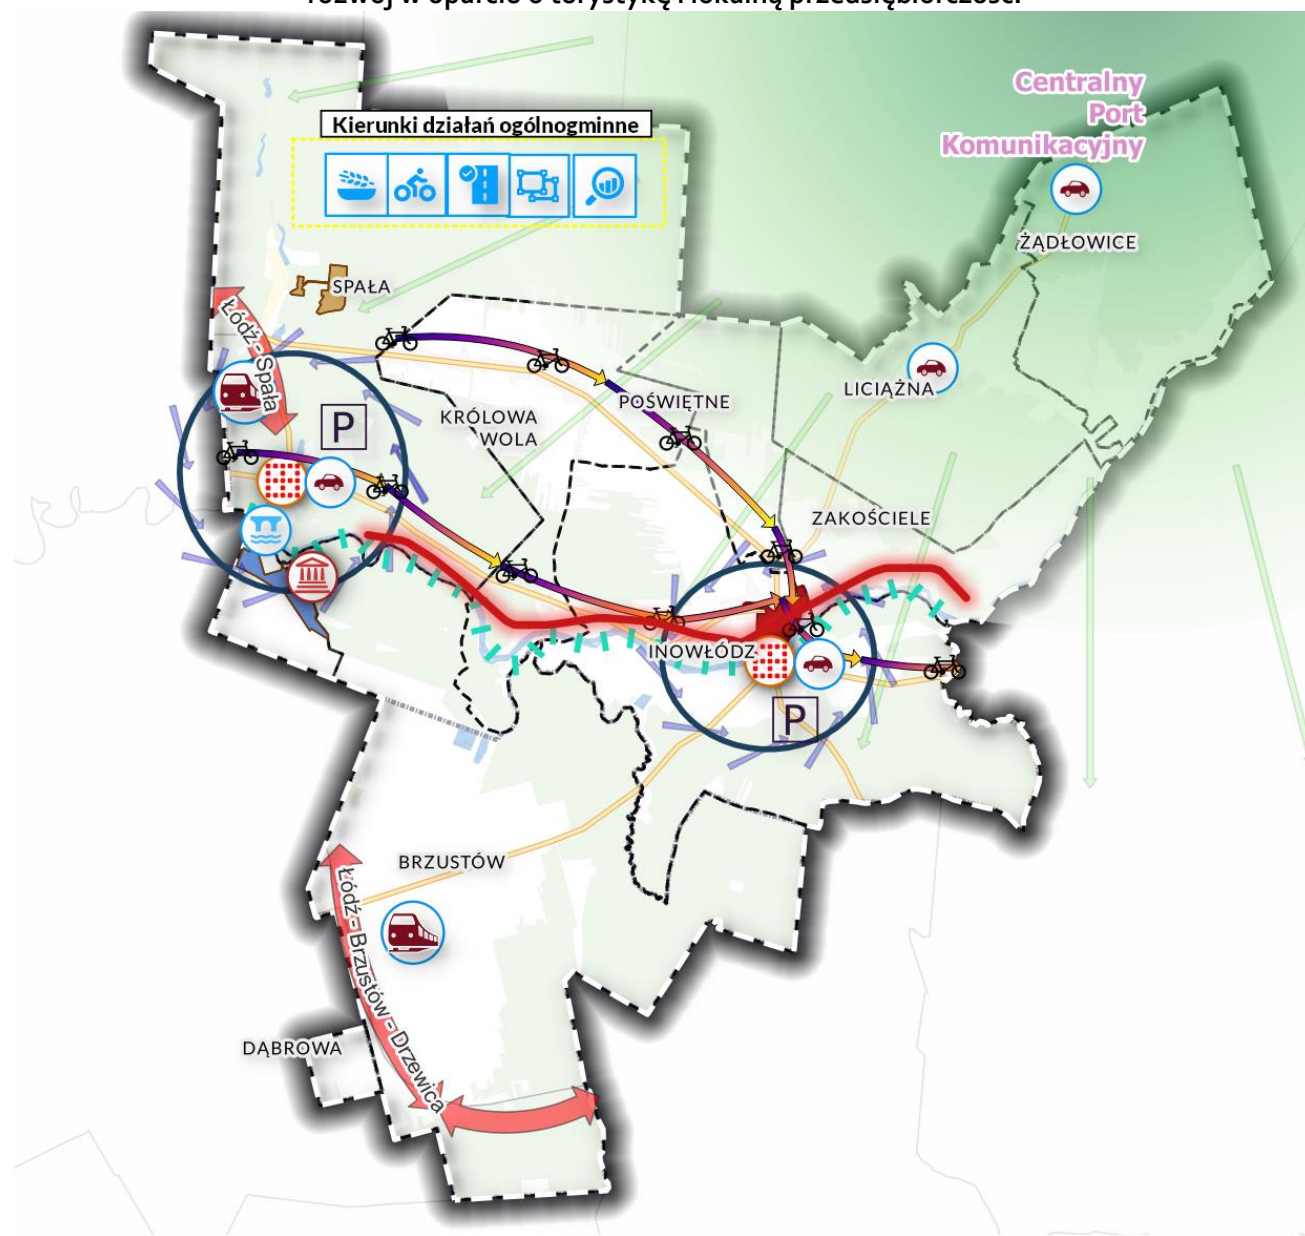 rozwój w oparciu o turystykę i lokalną przedsiębiorczość.
Centralny
Port
Komunikacyjny
Kierunki działań ogólnogminne
ŻĄDŁOWICE
SPAŁA
Łódź - Spała
LICIĄŻNA
P
POŚWIĘTNE
KRÓLOWA
WOLA
ZAKOŚCIELE
INOWŁÓDZ
P
BRZUSTÓW
Łódź - Brzustów - Drzewica
DĄBROWA